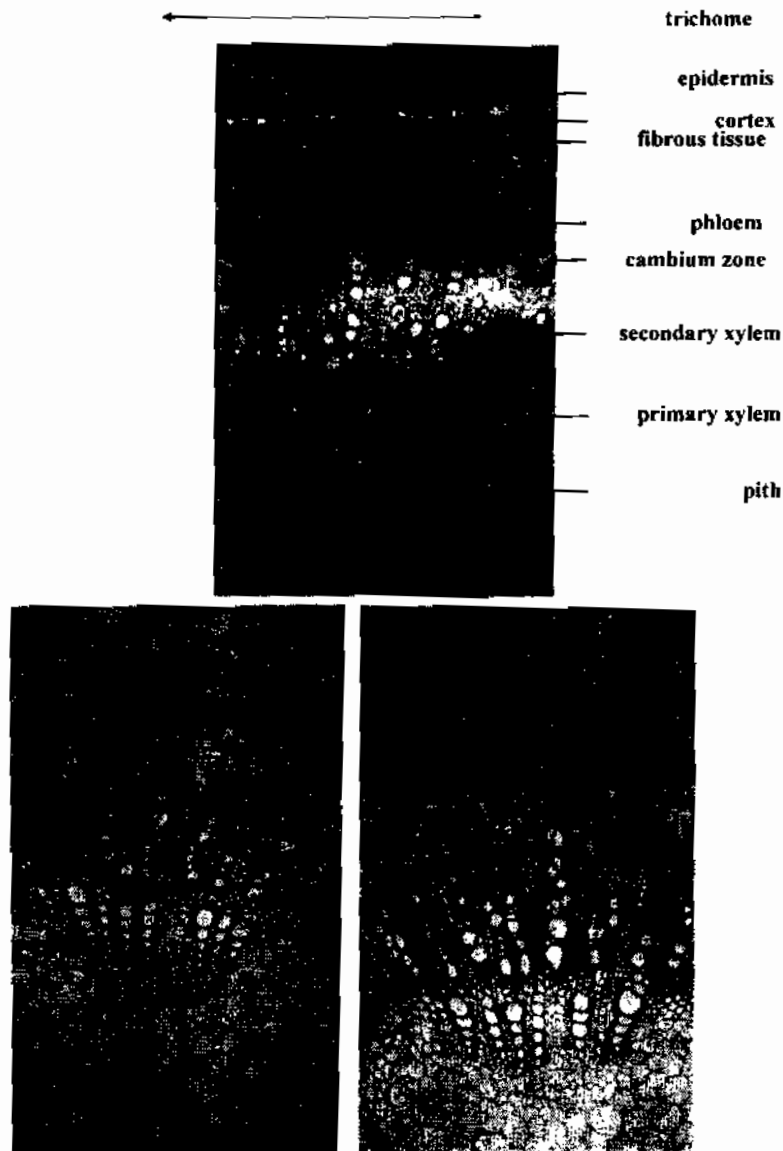 trichome
epidermis
cortex
fibrous tissue
phloem
cambium zone
secondary xylem
primary xylem
pith